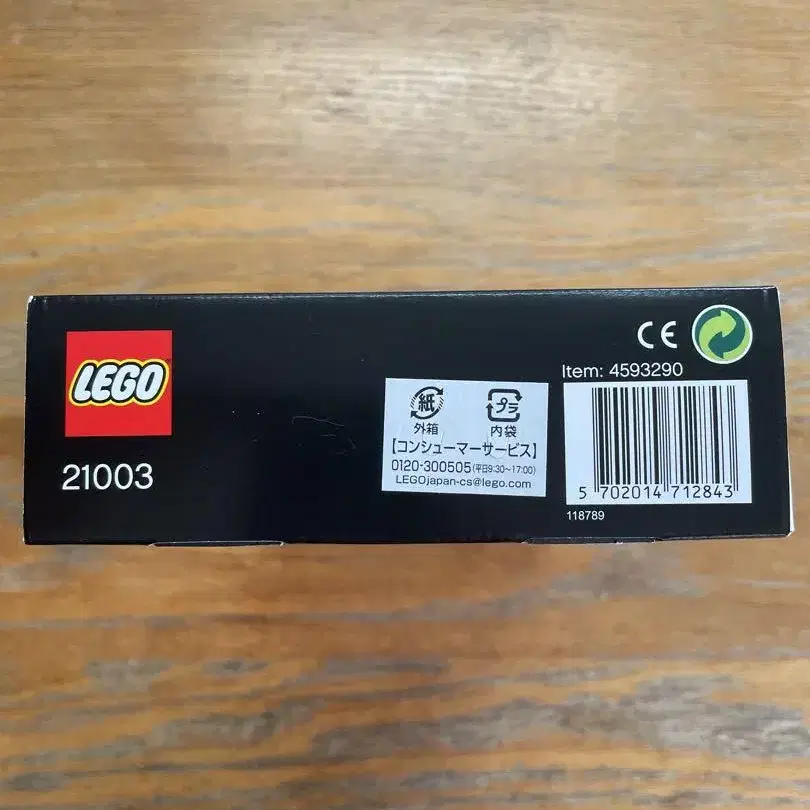 LEGO
21003
紙
外箱
プラ
内袋
【コンシューマーサービス】
0120-300505(平日9:30~17:00)
LEGOjapan-cs@lego.com
CE
Item: 4593290
5 702014 712843
118789